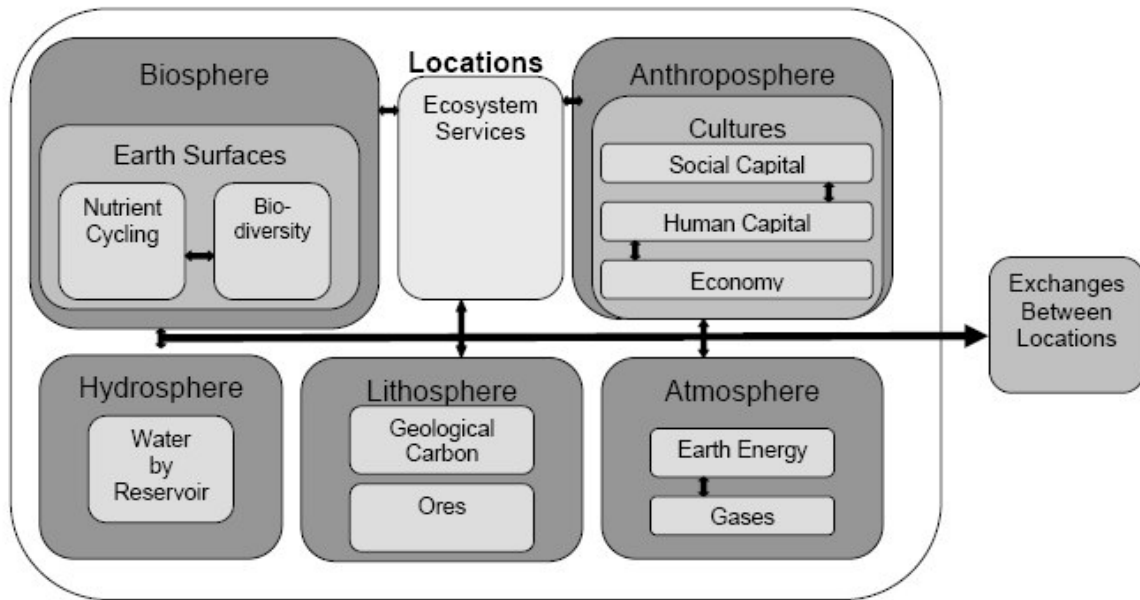 Locations
Biosphere
Earth Surfaces
Nutrient
Cycling
Bio-
diversity
Ecosystem
Services
Anthroposphere
Cultures
Social Capital
Human Capital
Economy
Exchanges
Between
Locations
Hydrosphere
Water
by
Reservoir
Lithosphere
Geological
Carbon
Ores
Atmosphere
Earth Energy
Gases